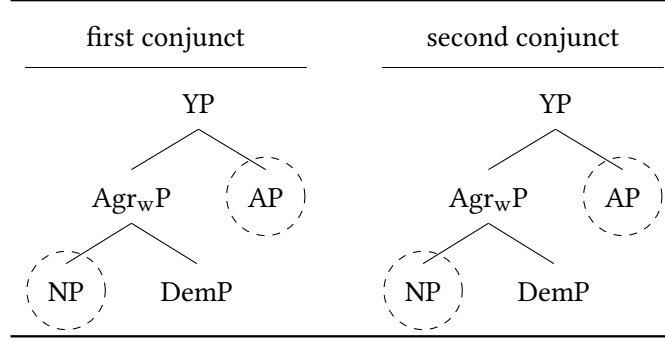 first conjunct second conjunct
YP YP
AgrwP AP AgrwP AP
NP DemP NP DemP